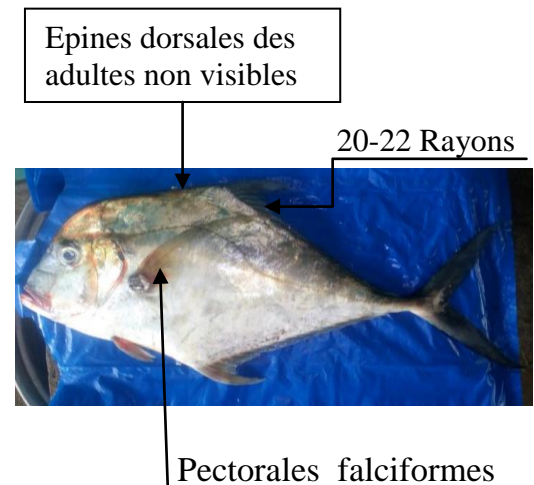 Epines dorsales des
adultes non visibles
20-22 Rayons
Pectorales falciformes